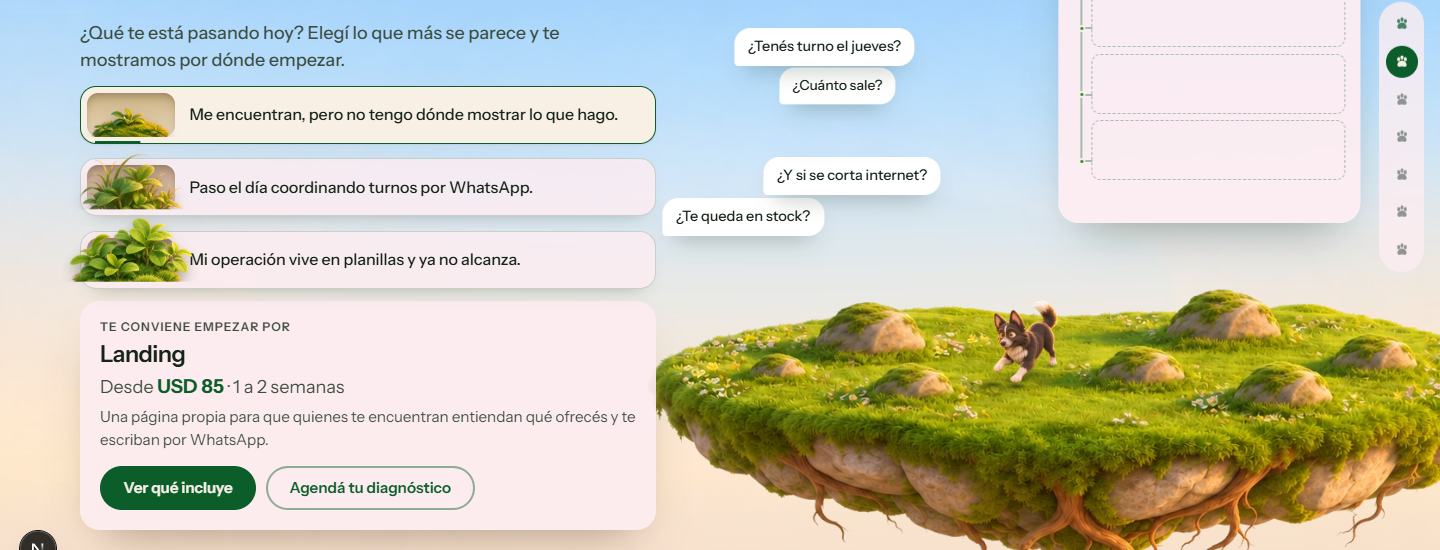 ¿Qué te está pasando hoy? Elegí lo que más se parece y te
mostramos por dónde empezar.
Me encuentran, pero no tengo dónde mostrar lo que hago.
Paso el día coordinando turnos por WhatsApp.
Mi operación vive en planillas y ya no alcanza.
TE CONVIENE EMPEZAR POR
Landing
Desde USD 85 · 1 a 2 semanas
Una página propia para que quienes te encuentran entiendan qué ofrecés y te
escriban por WhatsApp.
Ver qué incluye
Agendá tu diagnóstico
¿Tenés turno el jueves?
¿Cuánto sale?
¿Y si se corta internet?
¿Te queda en stock?